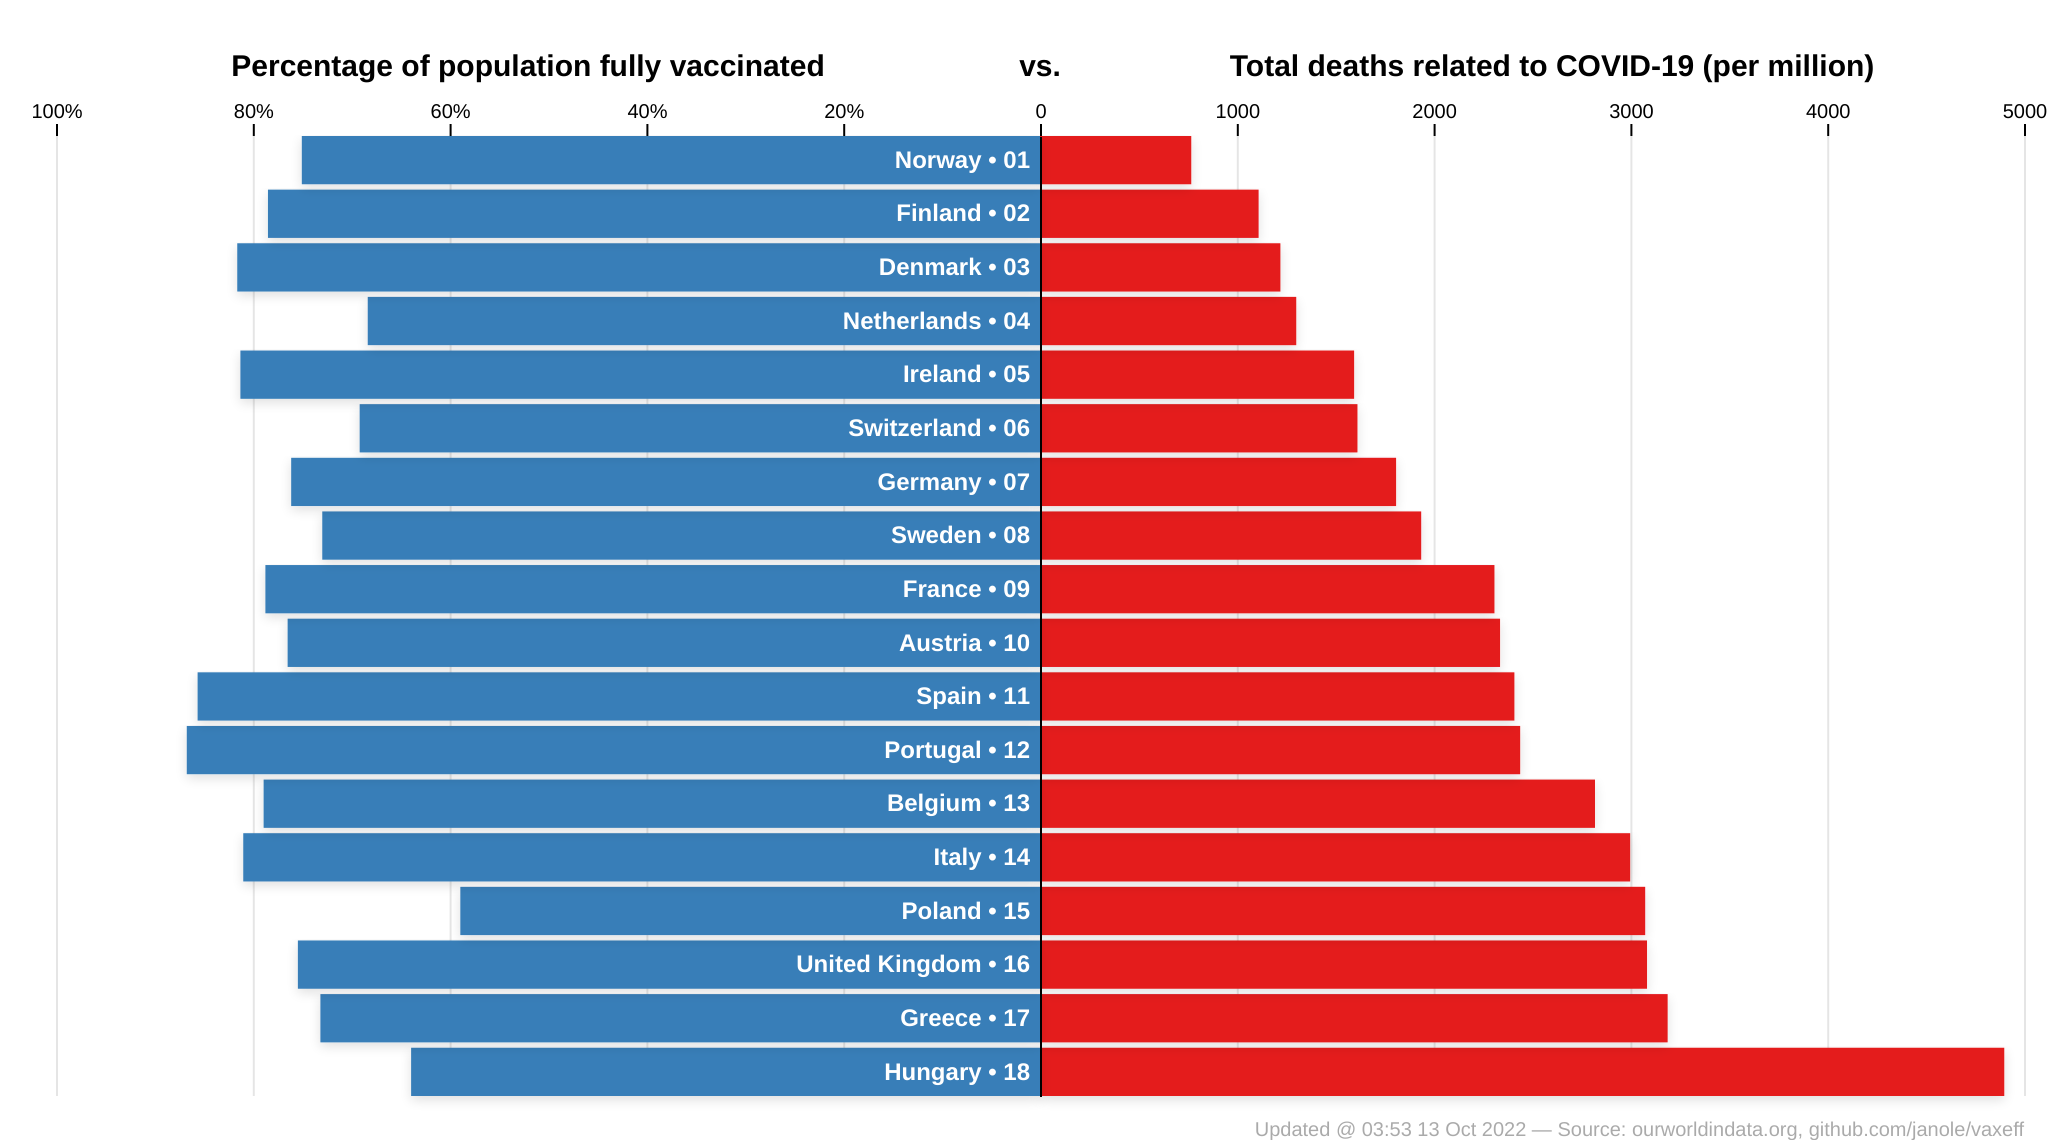 Percentage of population fully vaccinated vs. Total deaths related to COVID-19 (per million)
100% 80% 60% 40% 20% 0 1000 2000 3000 4000 5000
Norway • 01
Finland • 02
Denmark • 03
Netherlands • 04
Ireland • 05
Switzerland • 06
Germany • 07
Sweden • 08
France • 09
Austria • 10
Spain • 11
Portugal • 12
Belgium • 13
Italy • 14
Poland • 15
United Kingdom • 16
Greece • 17
Hungary • 18
Updated @ 03:53 13 Oct 2022 — Source: ourworldindata.org, github.com/janole/vaxeff